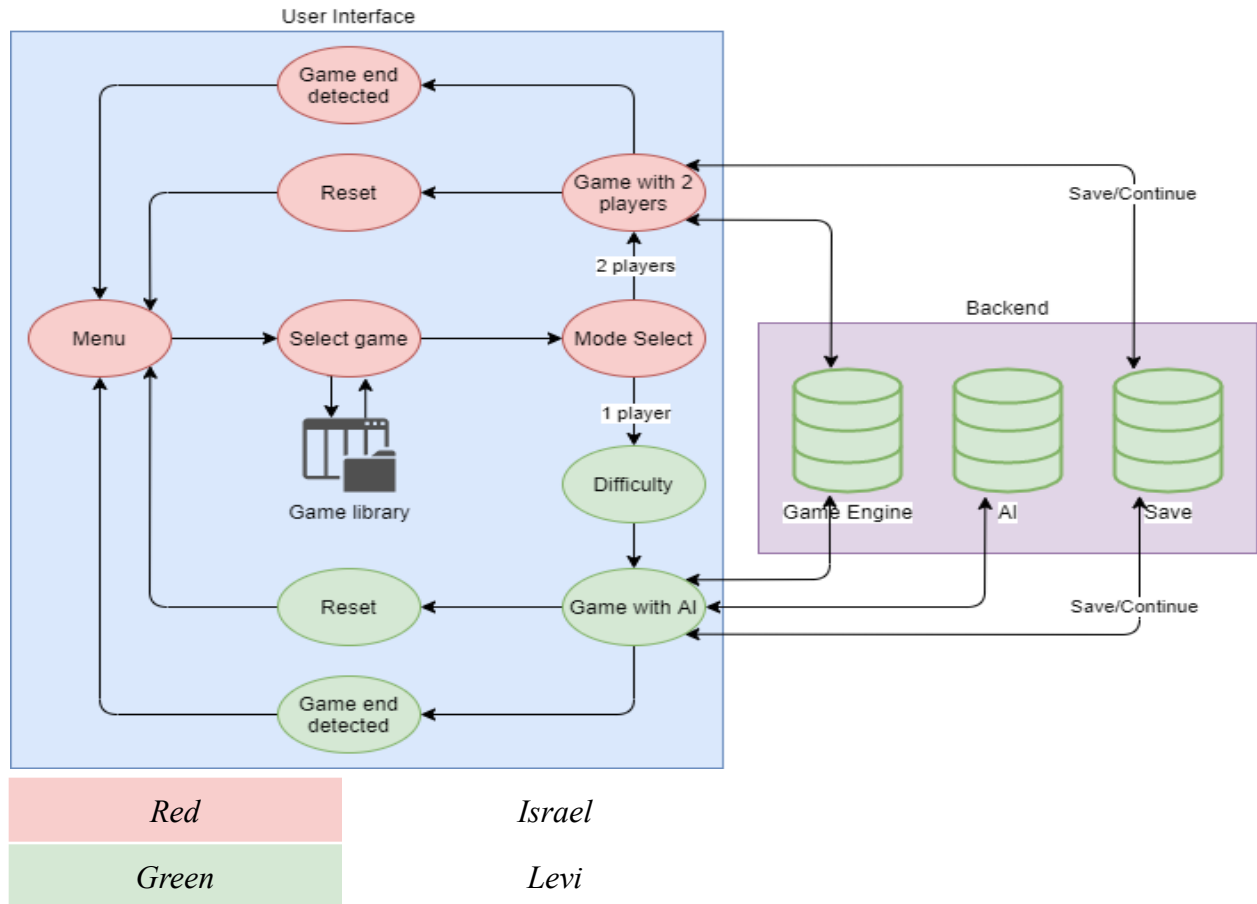 User Interface
Game end
detected
Reset
Game with 2
players
Save/Continue
2 players
Menu
Select game
Mode Select
Backend
1 player
Game library
Difficulty
Game Engine
AI
Save
Reset
Game with AI
Save/Continue
Game end
detected
Red
Israel
Green
Levi